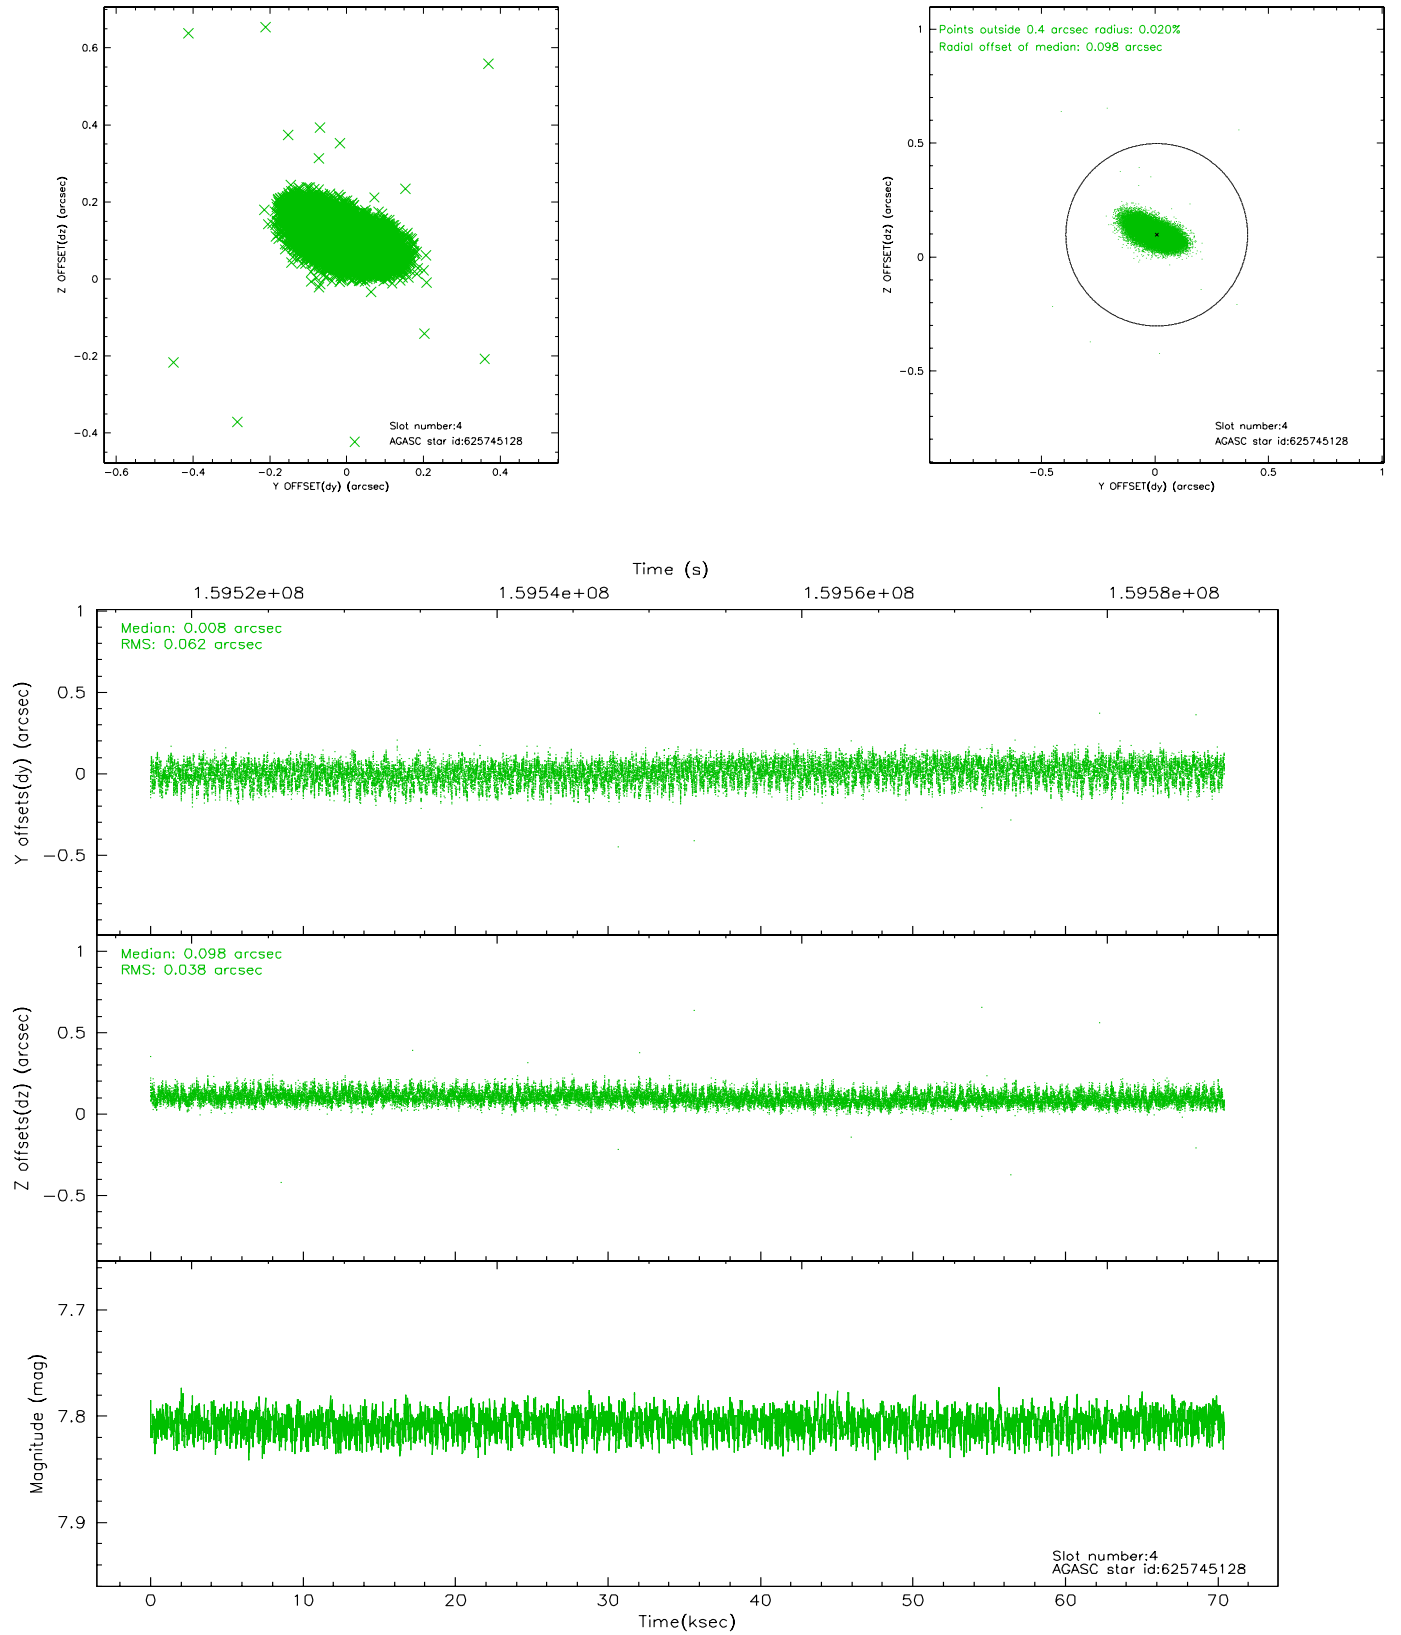 0.6
0.4
0.2
0
−0.2
−0.4
Z OFFSET(dz) (arcsec)
Slot number:4
AGASC star id:625745128
−0.6 −0.4 −0.2 0 0.2 0.4
Y OFFSET(dy) (arcsec)
Points outside 0.4 arcsec radius: 0.020%
Radial offset of median: 0.098 arcsec
1
0.5
0
−0.5
Z OFFSET(dz) (arcsec)
Slot number:4
AGASC star id:625745128
−0.5 0 0.5 1
Y OFFSET(dy) (arcsec)
Time (s)
1.5952e+08 1.5954e+08 1.5956e+08 1.5958e+08
Median: 0.008 arcsec
RMS: 0.062 arcsec
1
0.5
0
−0.5
Y offsets(dy) (arcsec)
Median: 0.098 arcsec
RMS: 0.038 arcsec
1
0.5
0
−0.5
Z offsets(dz) (arcsec)
7.7
7.8
7.9
Magnitude (mag)
Slot number:4
AGASC star id:625745128
0 10 20 30 40 50 60 70
Time(ksec)